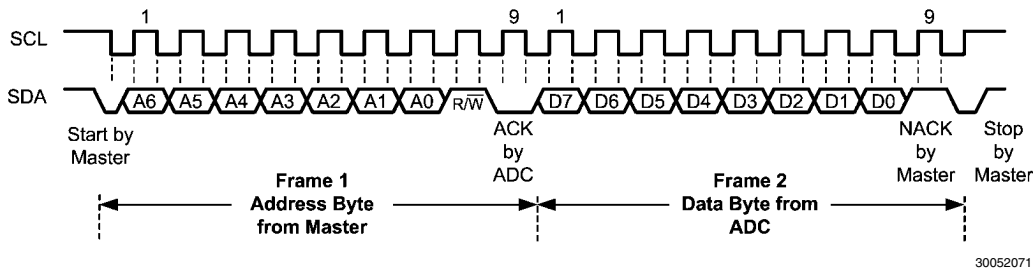 1 9 1 9
SCL
SDA A6 A5 A4 A3 A2 A1 A0 R/W D7 D6 D5 D4 D3 D2 D1 D0
Start by
Master
ACK
by
ADC
NACK
by
Master
Stop
by
Master
Frame 1
Address Byte
from Master
Frame 2
Data Byte from
ADC
30052071